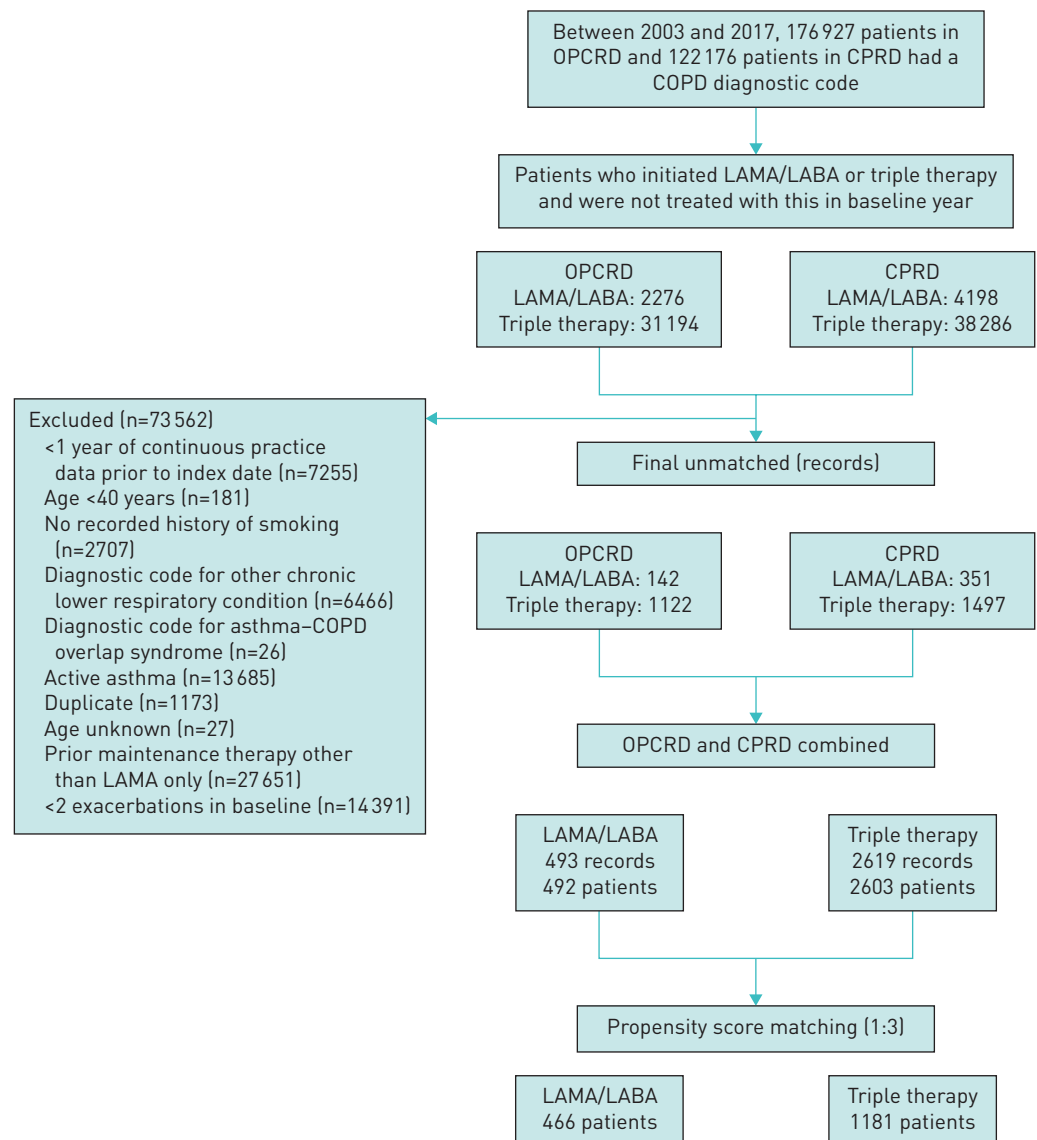 Between 2003 and 2017, 176 927 patients in
OPCRD and 122 176 patients in CPRD had a
COPD diagnostic code
Patients who initiated LAMA/LABA or triple therapy
and were not treated with this in baseline year
OPCRD
LAMA/LABA: 2276
Triple therapy: 31 194
CPRD
LAMA/LABA: 4198
Triple therapy: 38 286
Excluded (n=73 562)
<1 year of continuous practice
data prior to index date (n=7255)
Age <40 years (n=181)
No recorded history of smoking
(n=2707)
Diagnostic code for other chronic
lower respiratory condition (n=6466)
Diagnostic code for asthma–COPD
overlap syndrome (n=26)
Active asthma (n=13 685)
Duplicate (n=1173)
Age unknown (n=27)
Prior maintenance therapy other
than LAMA only (n=27 651)
<2 exacerbations in baseline (n=14 391)
Final unmatched (records)
OPCRD
LAMA/LABA: 142
Triple therapy: 1122
CPRD
LAMA/LABA: 351
Triple therapy: 1497
OPCRD and CPRD combined
LAMA/LABA
493 records
492 patients
Triple therapy
2619 records
2603 patients
Propensity score matching (1:3)
LAMA/LABA
466 patients
Triple therapy
1181 patients